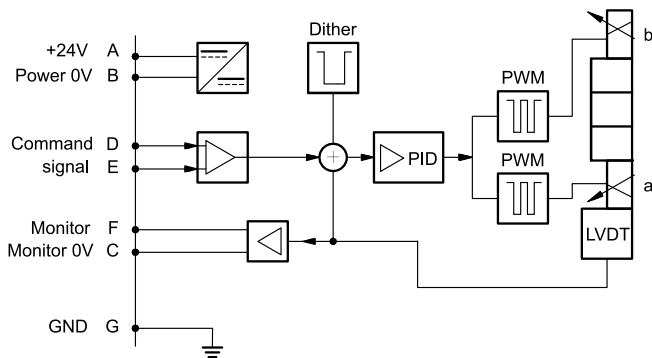 Dither
+24V A
Power 0V B
PWM
b
Command D
signal E
PID
PWM
a
Monitor F
Monitor 0V C
LVDT
GND G